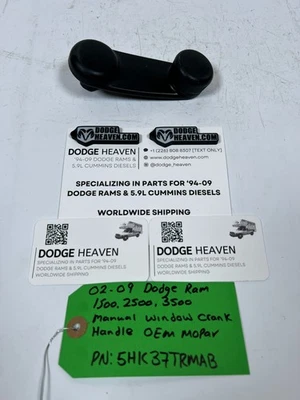 DODGE
HEAVEN.COM
DODGE HEAVEN
'94-09 DODGE RAMS &
5.9L CUMMINS DIESELS
DODGE
HEAVEN.COM
+1 (226) 808 8307 [TEXT ONLY]
www.dodgeheaven.com
@dodge_heaven
SPECIALIZING IN PARTS FOR '94-09
DODGE RAMS & 5.9L CUMMINS DIESELS
WORLDWIDE SHIPPING
DODGE HEAVEN
SPECIALIZING IN PARTS FOR '94-09
DODGE RAMS & 5.9L CUMMINS DIESELS
WORLDWIDE SHIPPING
DODGE HEAVEN
SPECIALIZING IN PARTS FOR '94-09
DODGE RAMS & 5.9L CUMMINS DIESELS
WORLDWIDE SHIPPING
02-09 Dodge Ram
1500, 2500, 3500
Manual Window Crank
Handle OEM Mopar
PN: 5HK37TRMAB